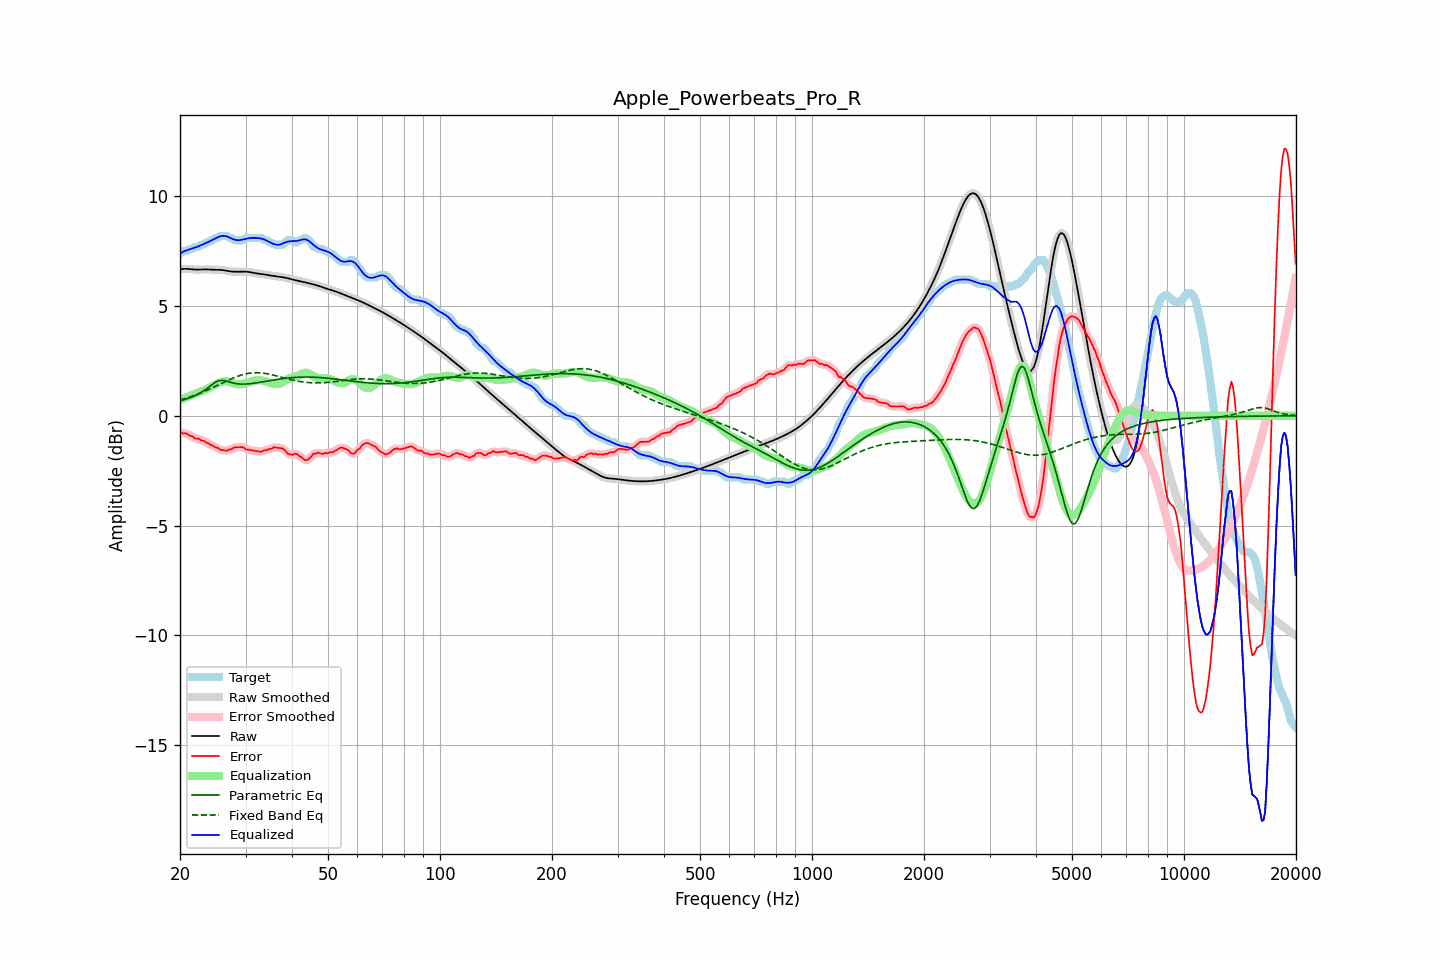 Apple_Powerbeats_Pro_R
Amplitude (dBr)
10
5
0
−5
−10
−15
Target
Raw Smoothed
Error Smoothed
Raw
Error
Equalization
Parametric Eq
Fixed Band Eq
Equalized
20 50 100 200 500 1000 2000 5000 10000 20000
Frequency (Hz)